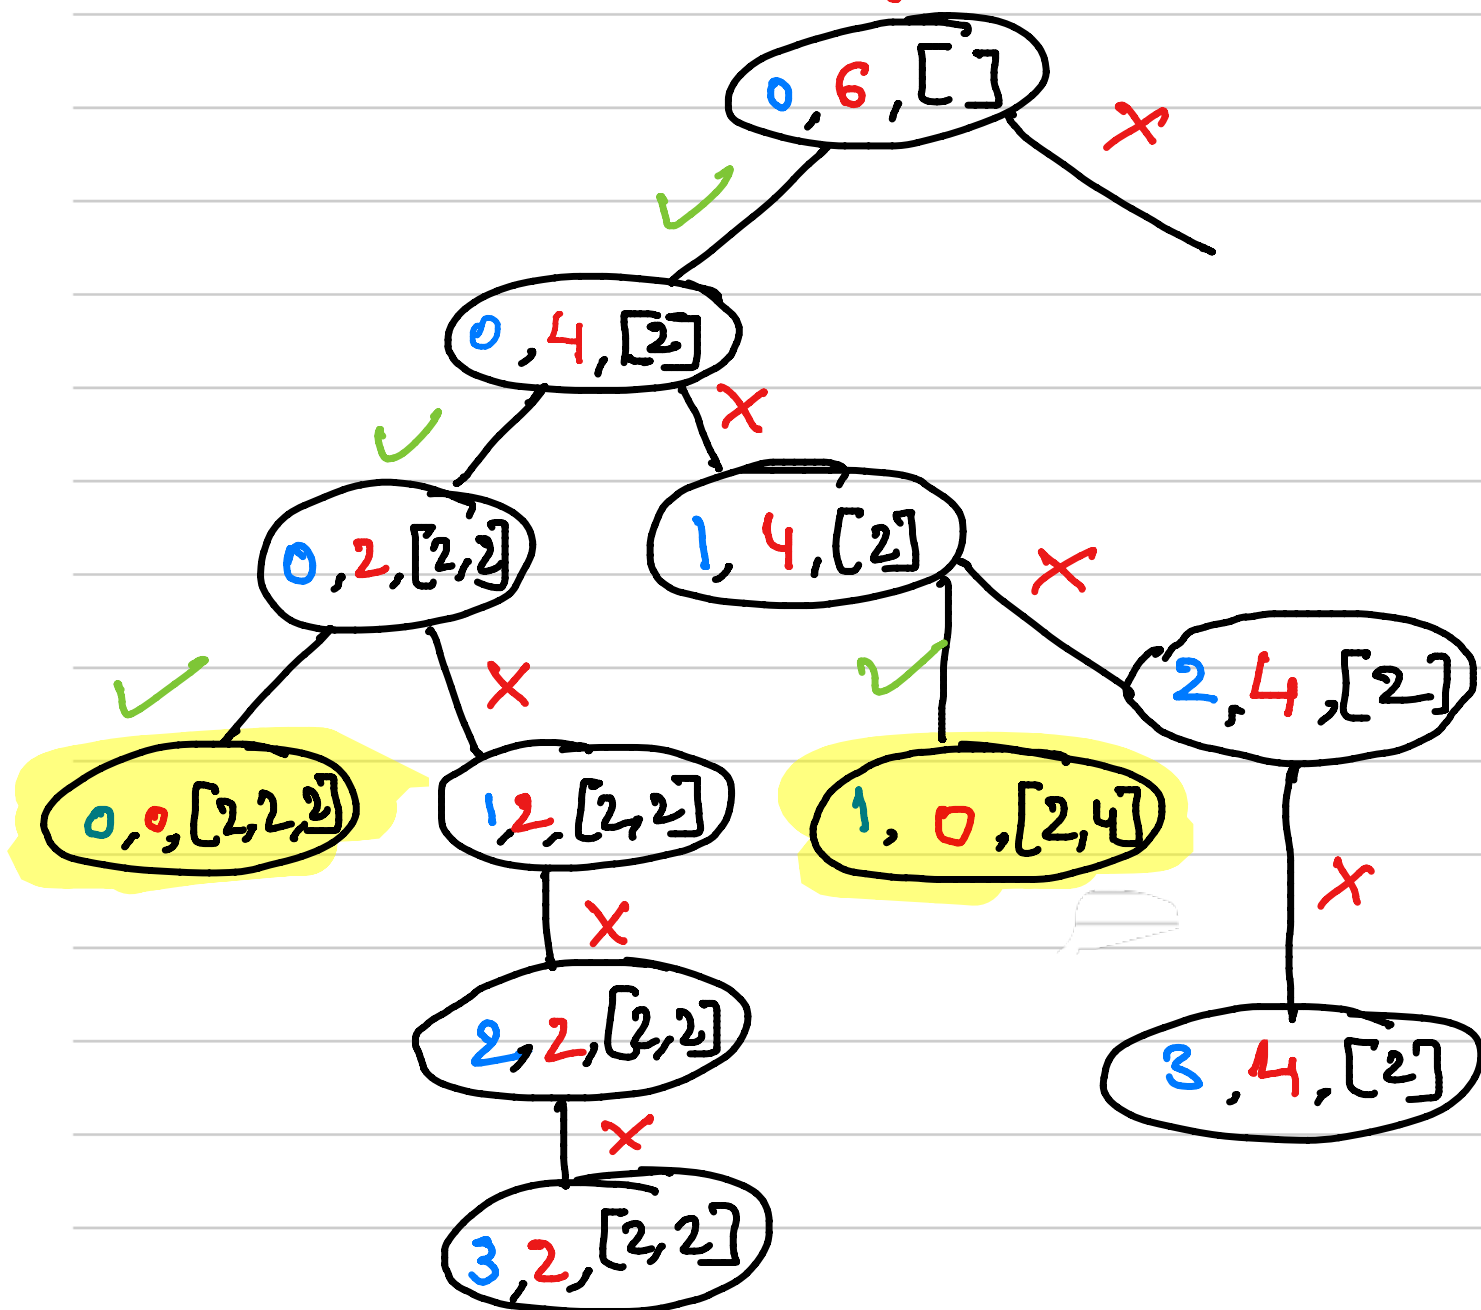 0, 6, []
✓ ✗
0, 4, [2]
✓ ✗
0, 2, [2,2]
1, 4, [2]
✓ ✗ ✓ ✗
2, 4, [2]
0, 0, [2,2,2]
1, 2, [2,2]
1, 0, [2,4]
✗ ✗
2, 2, [2,2]
3, 4, [2]
✗
3, 2, [2,2]